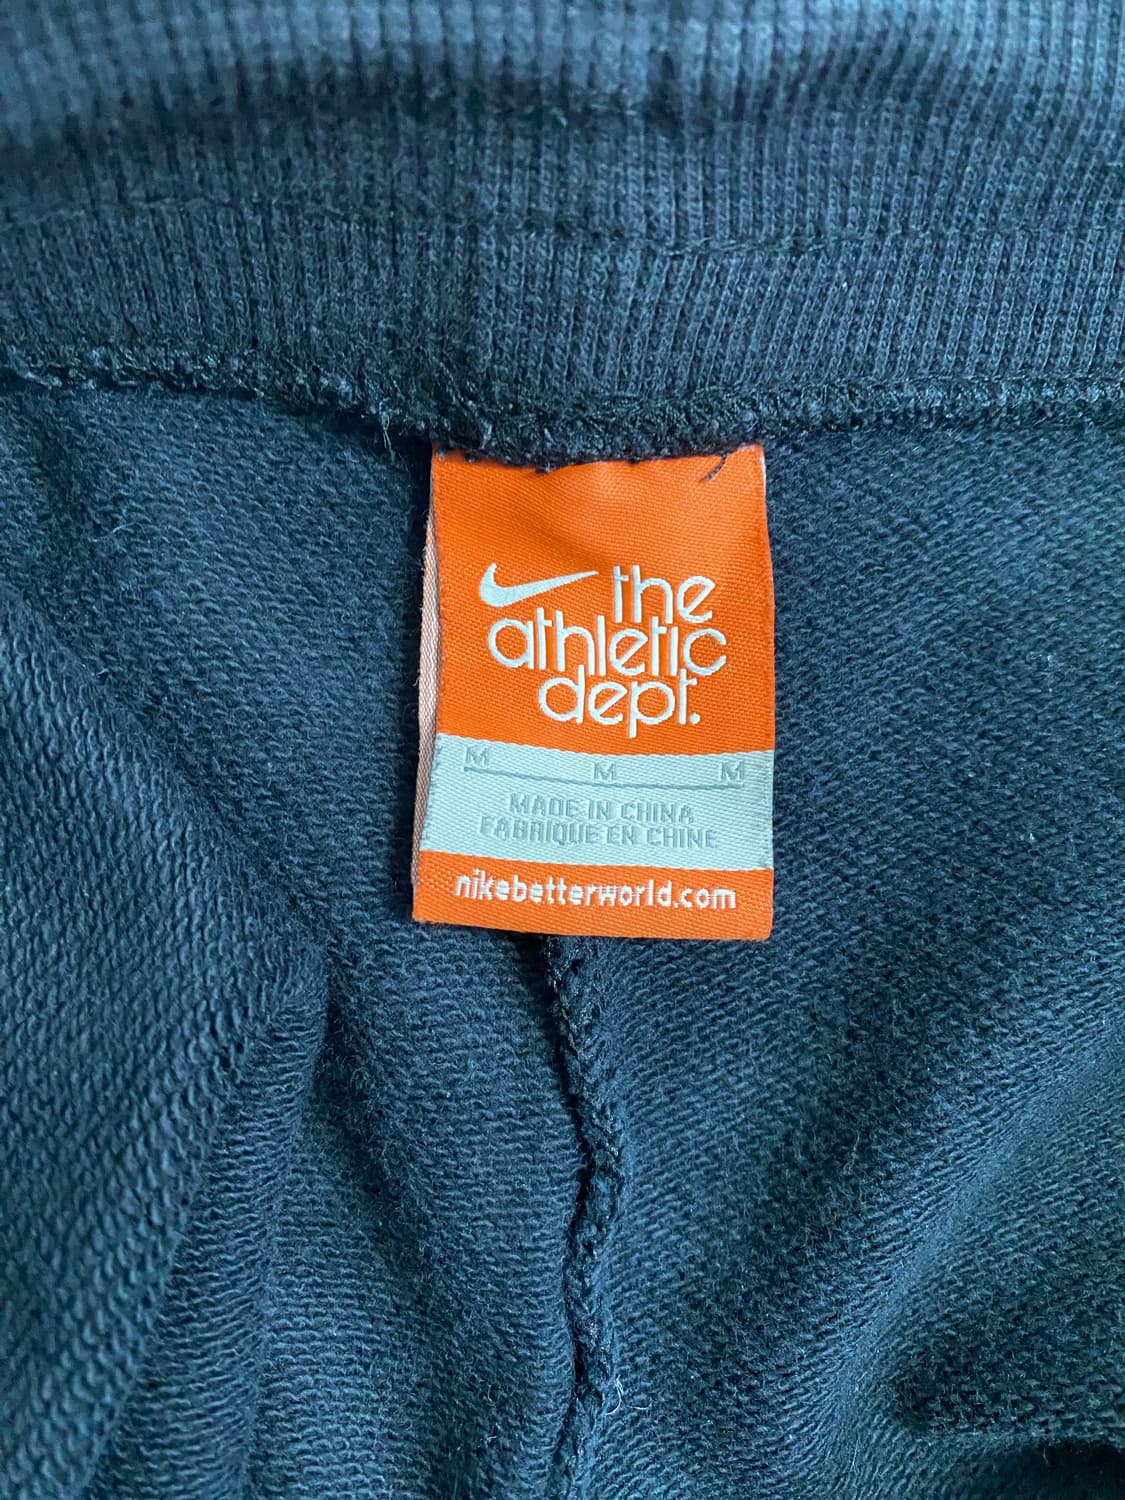 the
athletic
dept.
M M M
MADE IN CHINA
FABRIQUE EN CHINE
nikebetterworld.com